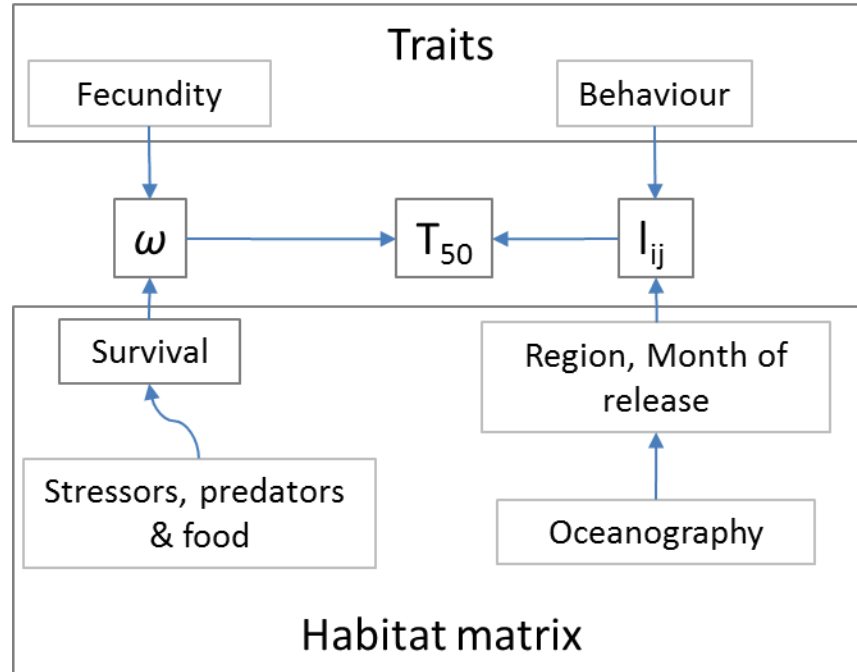 Traits
Fecundity
Behaviour
ω
T50
Iij
Survival
Region, Month of
release
Stressors, predators
& food
Oceanography
Habitat matrix